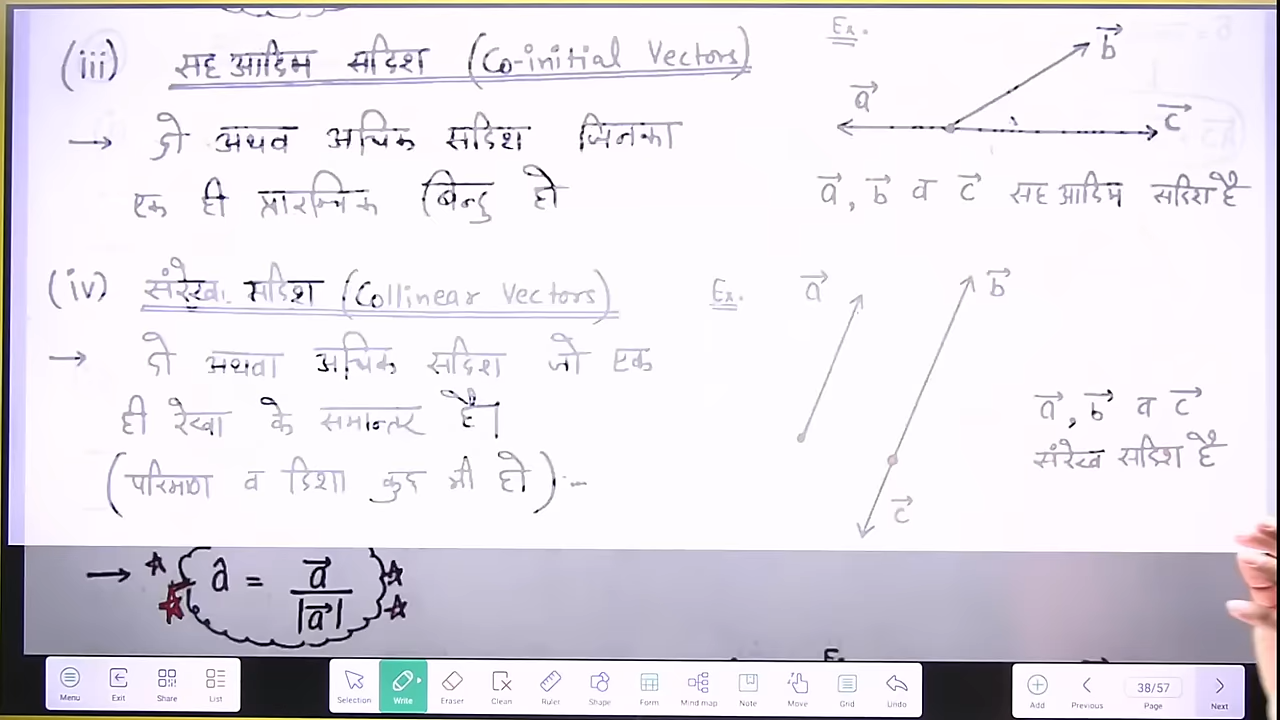 (iii) सह आदिम सदिश (Co-initial Vectors)
→ दो अथव अधिक सदिश जिनका
एक ही प्रारम्भिक बिन्दु हो
Ex.
a⃗
b⃗
c⃗
a⃗, b⃗ व c⃗ सह आदिम सदिश है
(iv) संरेख सदिश (Collinear Vectors)
→ दो अथवा अधिक सदिश जो एक
ही रेखा के समान्तर है।
(परिमाण व दिशा कुछ भी हो) :-
Ex.
a⃗
b⃗
c⃗
a⃗, b⃗ व c⃗
संरेख सदिश है
→ â = a⃗ / |a⃗|
Menu Exit Share List Selection Write Eraser Clean Ruler Shape Form Mind map Note Move Grid Undo Add Previous 38/57 Page Next